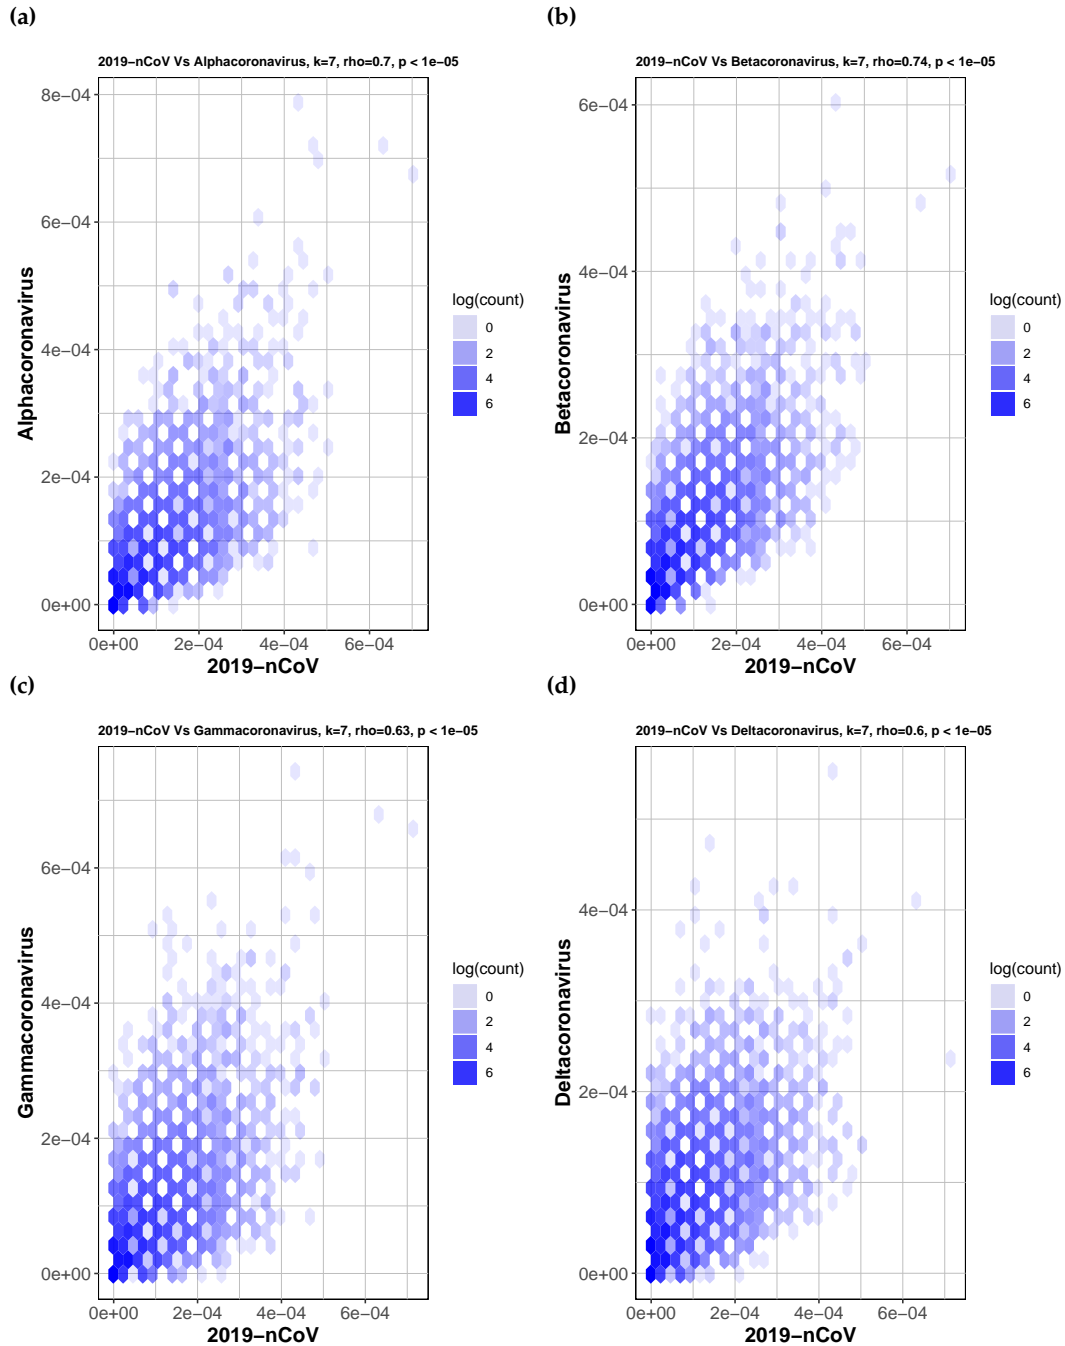 (a)
2019−nCoV Vs Alphacoronavirus, k=7, rho=0.7, p < 1e−05
8e−04
6e−04
4e−04
2e−04
0e+00
Alphacoronavirus
0e+00 2e−04 4e−04 6e−04
2019−nCoV
log(count)
0
2
4
6
(b)
2019−nCoV Vs Betacoronavirus, k=7, rho=0.74, p < 1e−05
6e−04
4e−04
2e−04
0e+00
Betacoronavirus
0e+00 2e−04 4e−04 6e−04
2019−nCoV
log(count)
0
2
4
6
(c)
2019−nCoV Vs Gammacoronavirus, k=7, rho=0.63, p < 1e−05
6e−04
4e−04
2e−04
0e+00
Gammacoronavirus
0e+00 2e−04 4e−04 6e−04
2019−nCoV
log(count)
0
2
4
6
(d)
2019−nCoV Vs Deltacoronavirus, k=7, rho=0.6, p < 1e−05
4e−04
2e−04
0e+00
Deltacoronavirus
0e+00 2e−04 4e−04 6e−04
2019−nCoV
log(count)
0
2
4
6